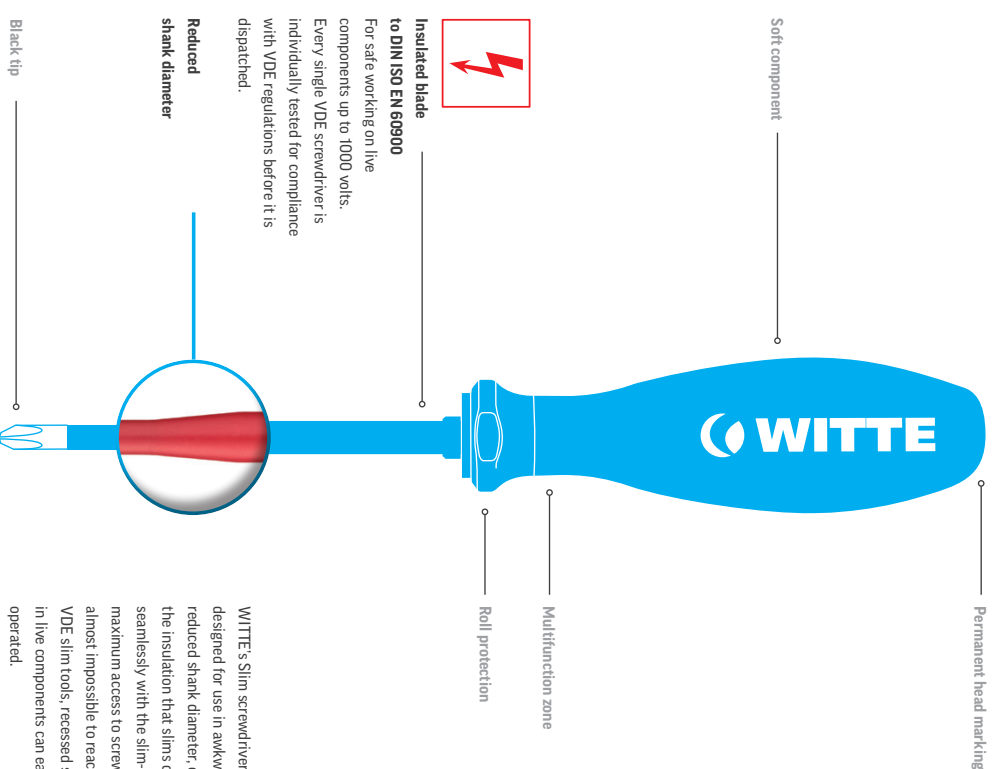 Permanent head marking
Soft component
WITTE
Multifunction zone
Roll protection
Insulated blade
to DIN ISO EN 60900
For safe working on live
components up to 1000 volts.
Every single VDE screwdriver is
individually tested for compliance
with VDE regulations before it is
dispatched.
Reduced
shank diameter
Black tip
WITTE's Slim screwdriver
designed for use in awkw
reduced shank diameter,
the insulation that slims
seamlessly with the slim-
maximum access to screw
almost impossible to reac
VDE slim tools, recessed
in live components can ea
operated.